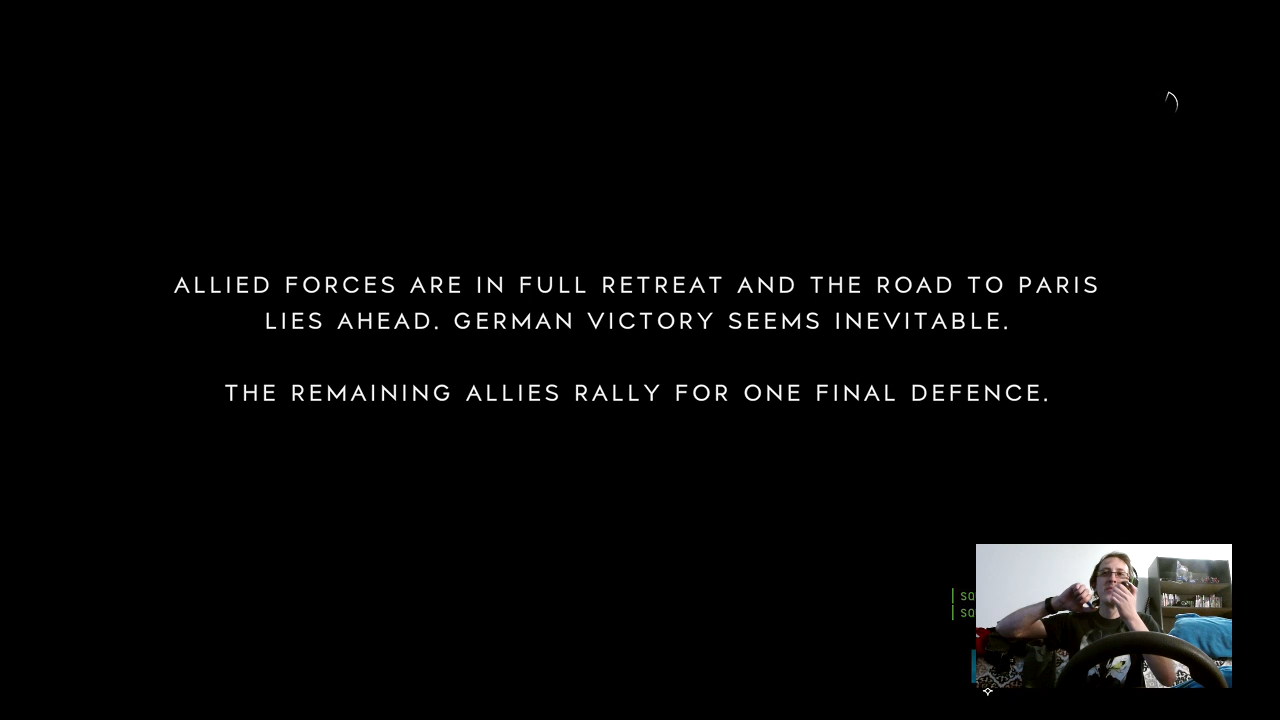 ALLIED FORCES ARE IN FULL RETREAT AND THE ROAD TO PARIS
LIES AHEAD. GERMAN VICTORY SEEMS INEVITABLE.
THE REMAINING ALLIES RALLY FOR ONE FINAL DEFENCE.